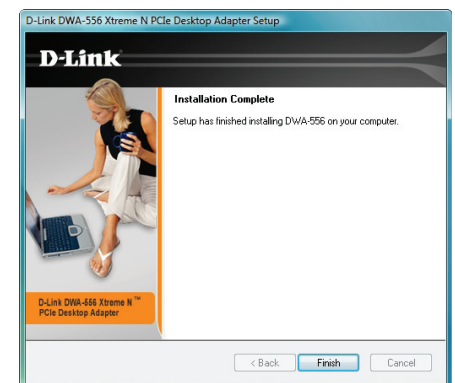 D-Link DWA-556 Xtreme N PCIe Desktop Adapter Setup
D-Link
Installation Complete
Setup has finished installing DWA-556 on your computer.
D-Link DWA-556 Xtreme N™
PCIe Desktop Adapter
< Back
Finish
Cancel